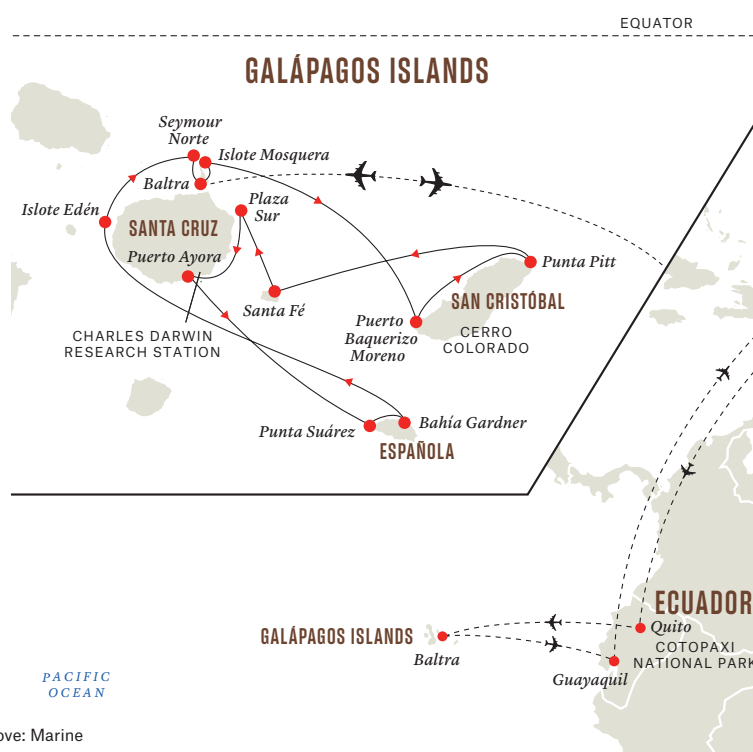 EQUATOR
GALÁPAGOS ISLANDS
Seymour
Norte
Islote Mosquera
Baltra
Plaza
Sur
Islote Edén
SANTA CRUZ
Puerto Ayora
Punta Pitt
Santa Fé
SAN CRISTÓBAL
Puerto
Baquerizo
Moreno
CERRO
COLORADO
CHARLES DARWIN
RESEARCH STATION
Punta Suárez
Bahía Gardner
ESPAÑOLA
ECUADOR
GALÁPAGOS ISLANDS
Baltra
Quito
COTOPAXI
NATIONAL PARK
Guayaquil
PACIFIC
OCEAN
ove: Marine